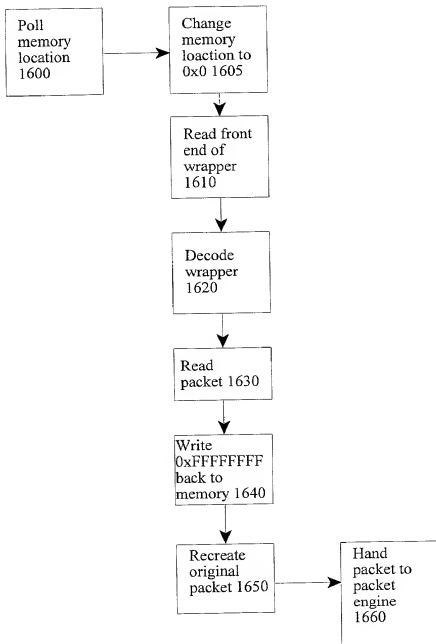 Poll
memory
location
1600
Change
memory
loaction to
0x0 1605
Read front
end of
wrapper
1610
Decode
wrapper
1620
Read
packet 1630
Write
0xFFFFFFFF
back to
memory 1640
Recreate
original
packet 1650
Hand
packet to
packet
engine
1660